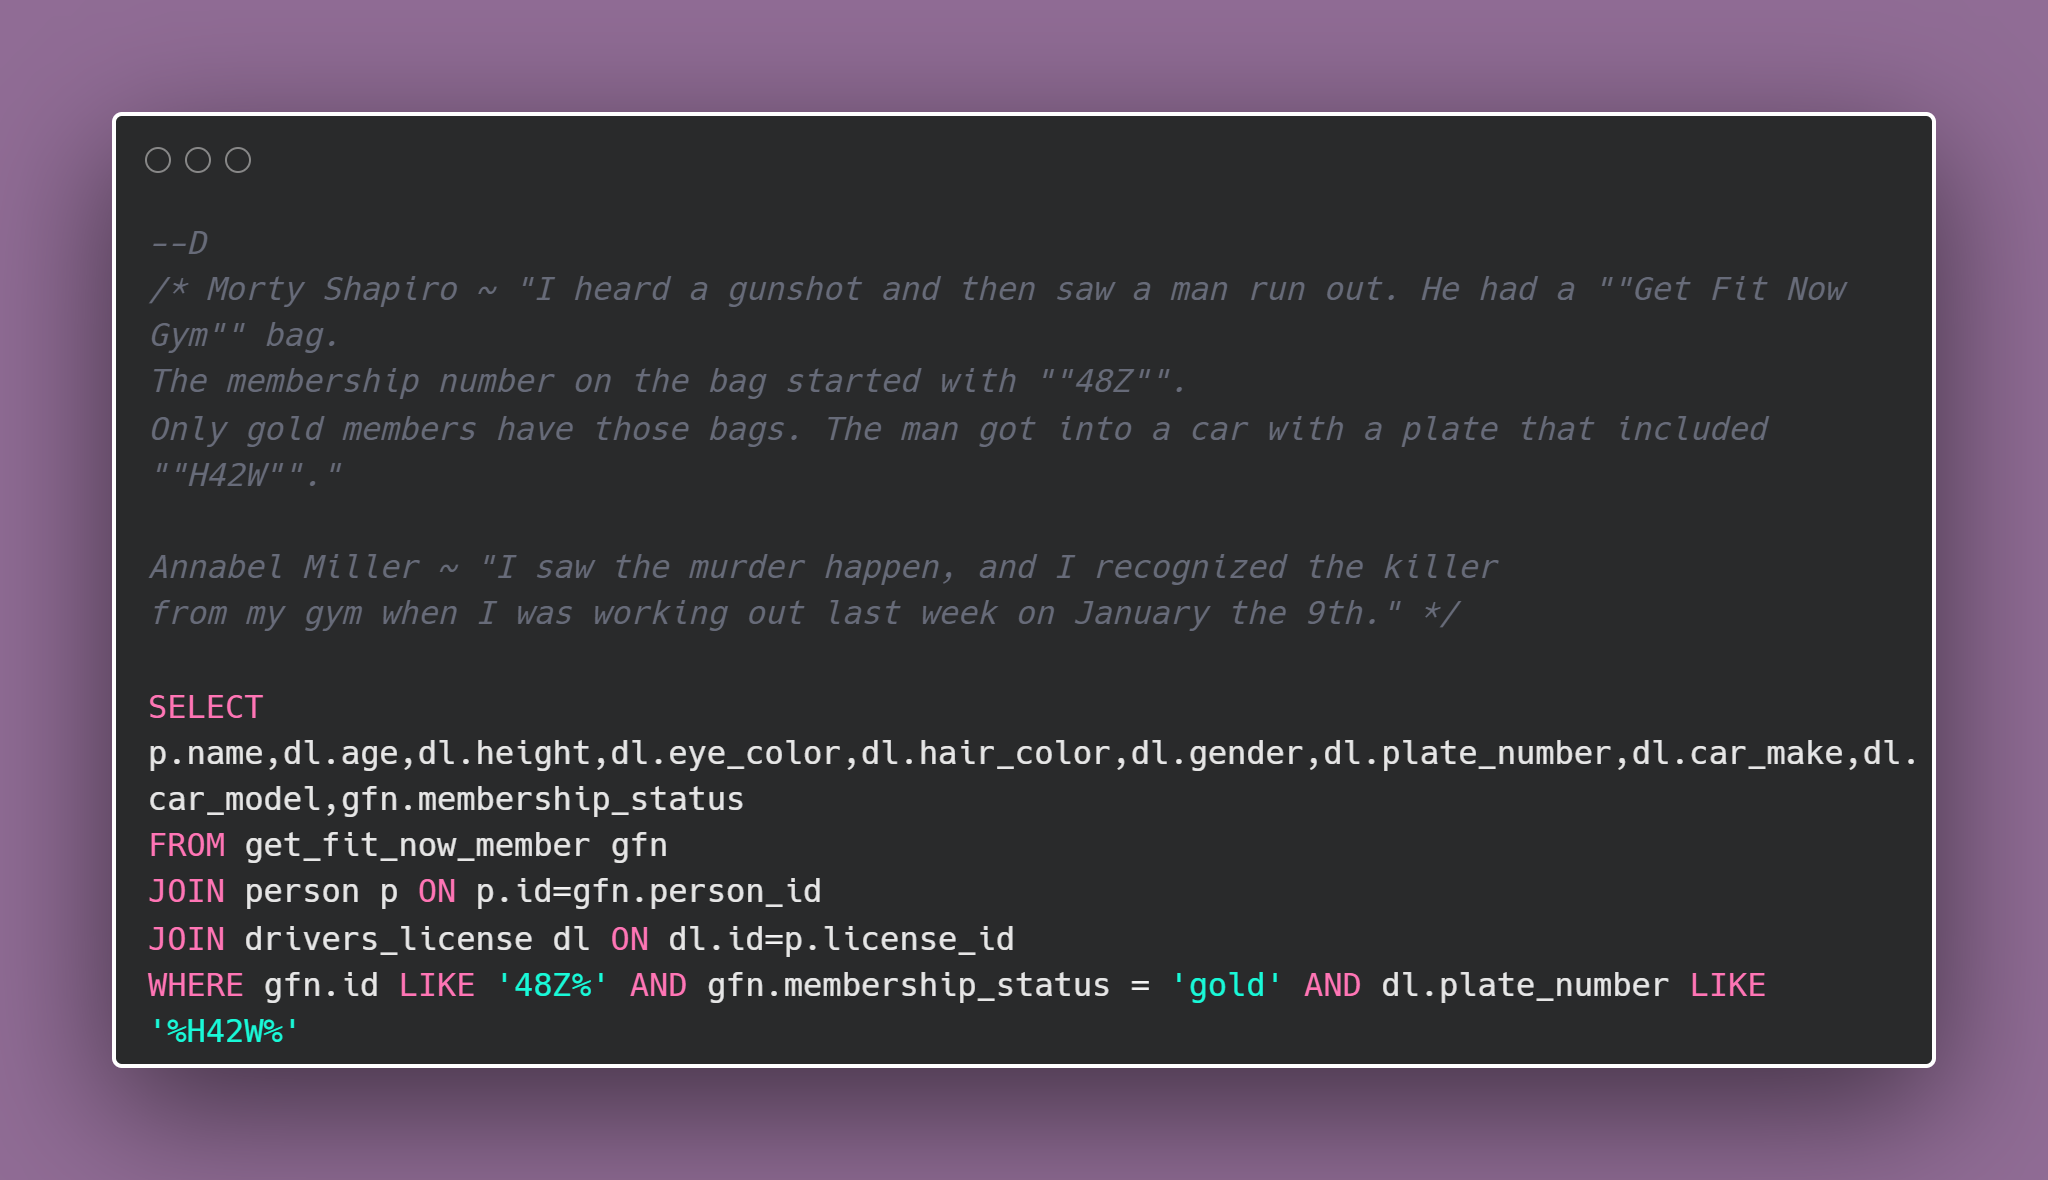 --D
/* Morty Shapiro ~ "I heard a gunshot and then saw a man run out. He had a ""Get Fit Now
Gym"" bag.
The membership number on the bag started with ""48Z"".
Only gold members have those bags. The man got into a car with a plate that included
""H42W""."
Annabel Miller ~ "I saw the murder happen, and I recognized the killer
from my gym when I was working out last week on January the 9th." */
SELECT
p.name,dl.age,dl.height,dl.eye_color,dl.hair_color,dl.gender,dl.plate_number,dl.car_make,dl.
car_model,gfn.membership_status
FROM get_fit_now_member gfn
JOIN person p ON p.id=gfn.person_id
JOIN drivers_license dl ON dl.id=p.license_id
WHERE gfn.id LIKE '48Z%' AND gfn.membership_status = 'gold' AND dl.plate_number LIKE
'%H42W%'